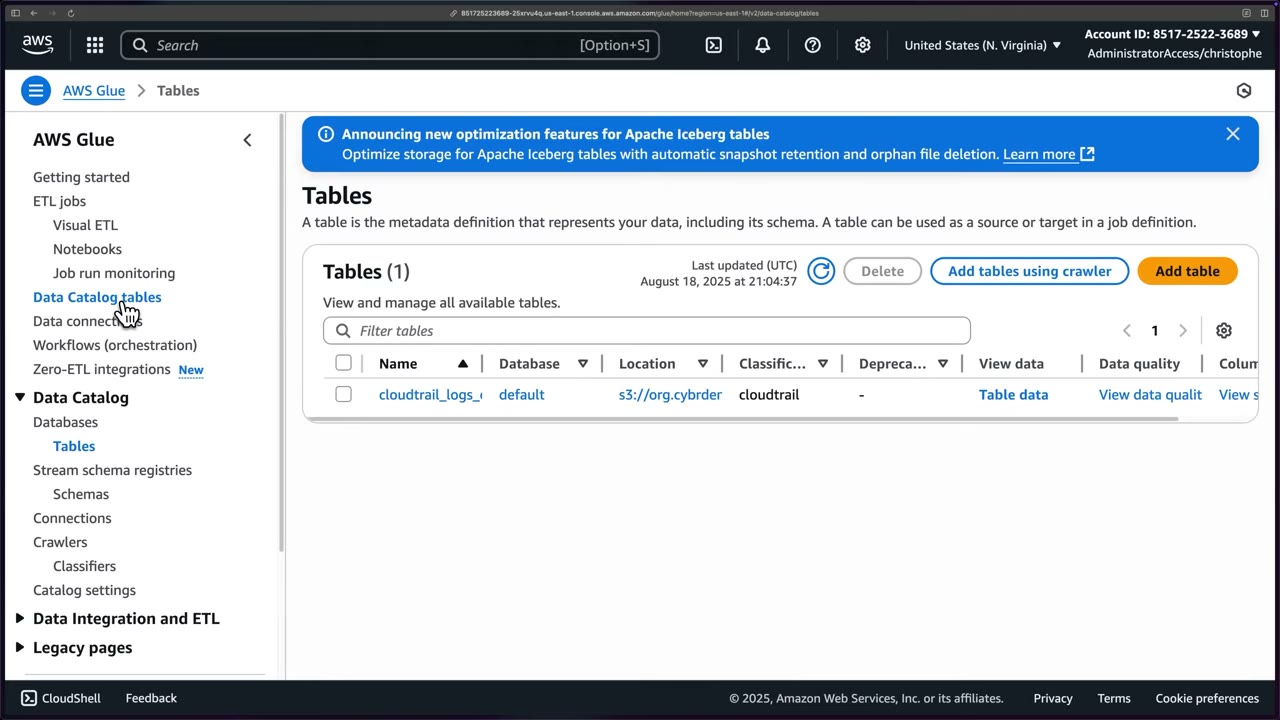 851725223689-25xrvu4q.us-east-1.console.aws.amazon.com/glue/home?region=us-east-1#/v2/data-catalog/tables
aws
Search
[Option+S]
United States (N. Virginia)
Account ID: 8517-2522-3689
AdministratorAccess/christophe
AWS Glue
Tables
AWS Glue
Getting started
ETL jobs
Visual ETL
Notebooks
Job run monitoring
Data Catalog tables
Data connec
Workflows (orchestration)
Zero-ETL integrations New
Data Catalog
Databases
Tables
Stream schema registries
Schemas
Connections
Crawlers
Classifiers
Catalog settings
Data Integration and ETL
Legacy pages
Announcing new optimization features for Apache Iceberg tables
Optimize storage for Apache Iceberg tables with automatic snapshot retention and orphan file deletion. Learn more
Tables
A table is the metadata definition that represents your data, including its schema. A table can be used as a source or target in a job definition.
Tables (1)
Last updated (UTC)
August 18, 2025 at 21:04:37
Delete
Add tables using crawler
Add table
View and manage all available tables.
Filter tables
1
Name Database Location Classific... Depreca... View data Data quality Colum
cloudtrail_logs_ default s3://org.cybrder cloudtrail - Table data View data qualit View s
CloudShell Feedback
© 2025, Amazon Web Services, Inc. or its affiliates. Privacy Terms Cookie preferences